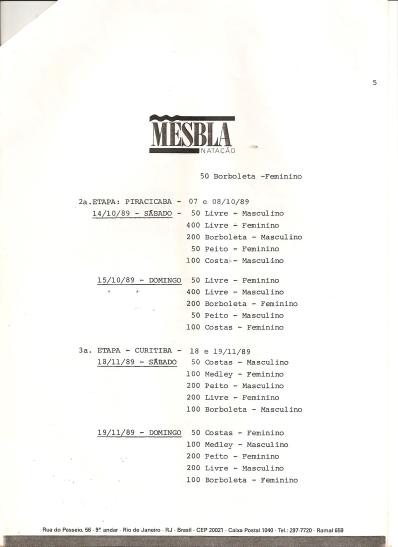 5
MESBLA
NATAÇÃO
50 Borboleta -Feminino
2a.ETAPA: PIRACICABA - 07 e 08/10/89
14/10/89 - SÁBADO - 50 Livre - Masculino
400 Livre - Feminino
200 Borboleta - Masculino
50 Peito - Feminino
100 Costa - Masculino
15/10/89 - DOMINGO 50 Livre - Feminino
400 Livre - Masculino
200 Borboleta - Feminino
50 Peito - Masculino
100 Costas - Feminino
3a. ETAPA - CURITIBA - 18 e 19/11/89
18/11/89 - SÁBADO 50 Costas - Masculino
100 Medley - Feminino
200 Peito - Masculino
200 Livre - Feminino
100 Borboleta - Masculino
19/11/89 - DOMINGO 50 Costas - Feminino
100 Medley - Masculino
200 Peito - Feminino
200 Livre - Masculino
100 Borboleta - Feminino
Rua do Passeio, 56 - 9º andar - Rio de Janeiro - RJ - Brasil - CEP 20021 - Caixa Postal 1040 - Tel.: 297-7720 - Ramal 659